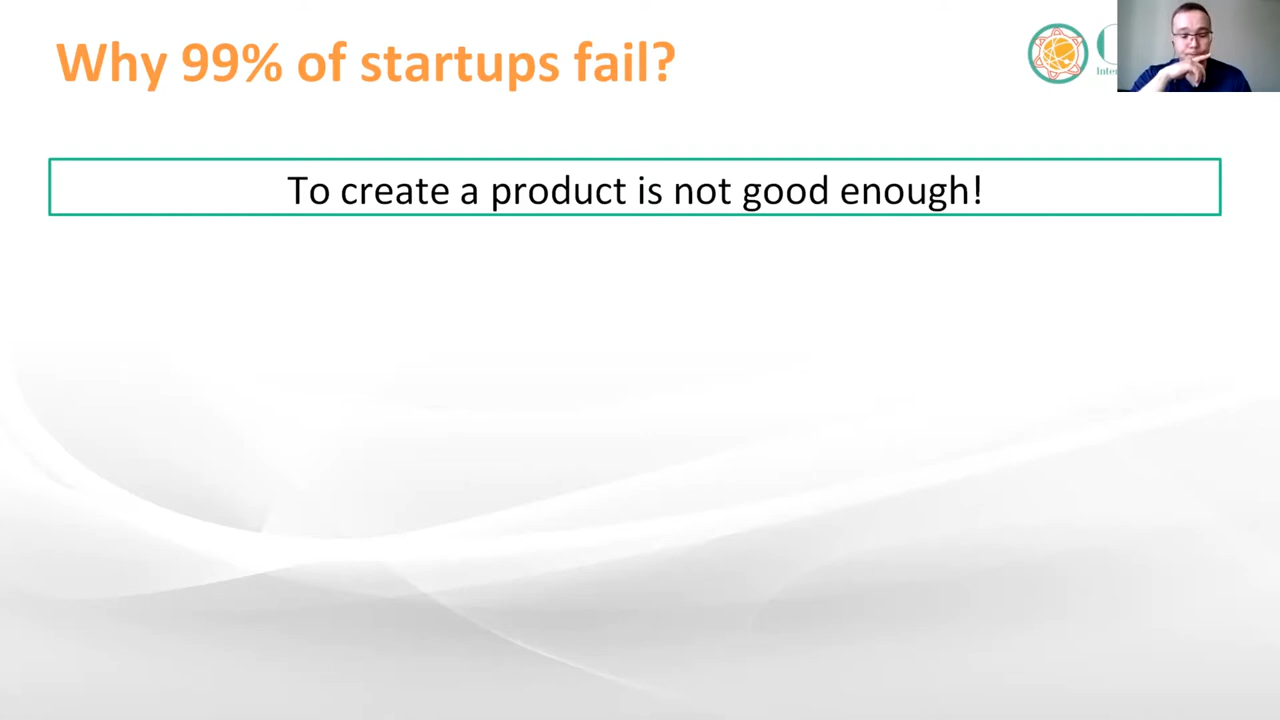 Why 99% of startups fail?
To create a product is not good enough!